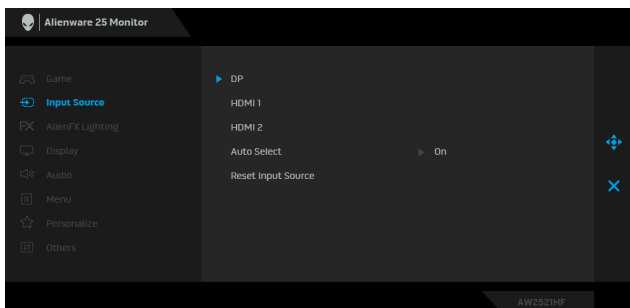 Alienware 25 Monitor
Game
Input Source
AlienFX Lighting
Display
Audio
Menu
Personalize
Others
DP
HDMI 1
HDMI 2
Auto Select On
Reset Input Source
AW2521HF